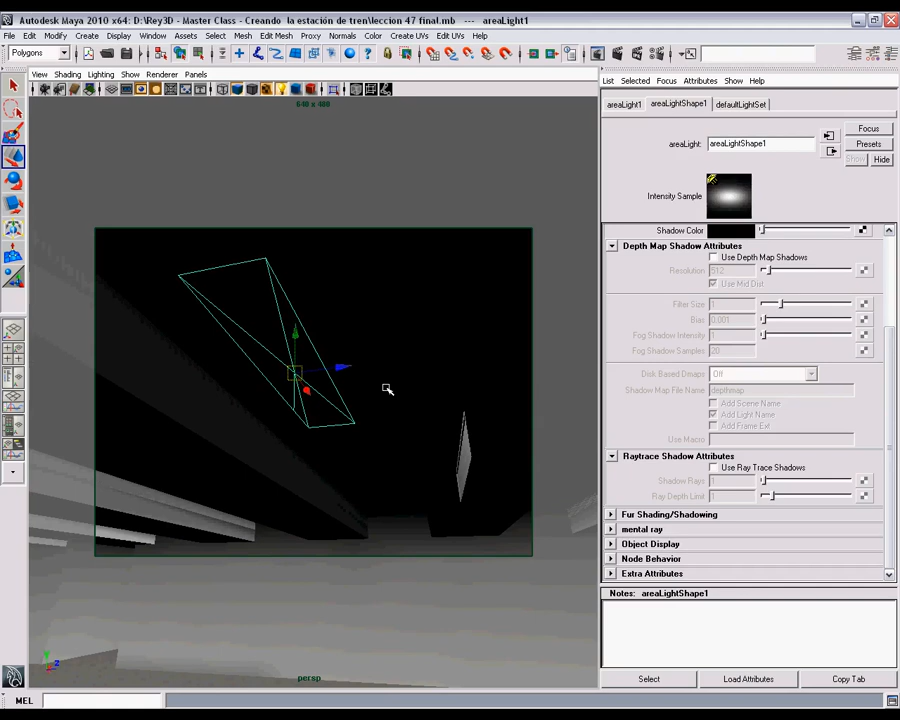 Autodesk Maya 2010 x64: D:\Rey3D - Master Class - Creando la estación de tren\leccion 47 final.mb --- areaLight1
File Edit Modify Create Display Window Assets Select Mesh Edit Mesh Proxy Normals Color Create UVs Edit UVs Help
Polygons
View Shading Lighting Show Renderer Panels
List Selected Focus Attributes Show Help
640 x 480
areaLight1 areaLightShape1 defaultLightSet
Focus
areaLight: areaLightShape1
Presets
Show Hide
Intensity Sample
Shadow Color
Depth Map Shadow Attributes
Use Depth Map Shadows
Resolution 512
Use Mid Dist
Filter Size 1
Bias 0.001
Fog Shadow Intensity 1
Fog Shadow Samples 20
Disk Based Dmaps Off
Shadow Map File Name depthmap
Add Scene Name
Add Light Name
Add Frame Ext
Use Macro
Raytrace Shadow Attributes
Use Ray Trace Shadows
Shadow Rays 1
Ray Depth Limit 1
Fur Shading/Shadowing
mental ray
Object Display
Node Behavior
Extra Attributes
Notes: areaLightShape1
persp
Select Load Attributes Copy Tab
MEL